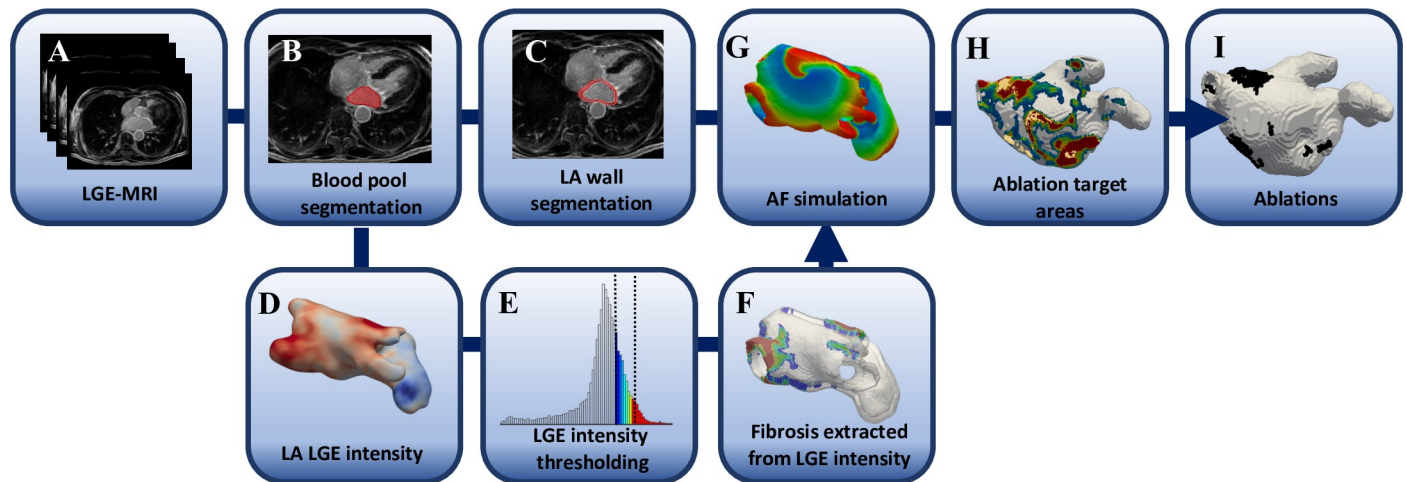 A
LGE-MRI
B
Blood pool
segmentation
C
LA wall
segmentation
G
AF simulation
H
Ablation target
areas
I
Ablations
D
LA LGE intensity
E
LGE intensity
thresholding
F
Fibrosis extracted
from LGE intensity